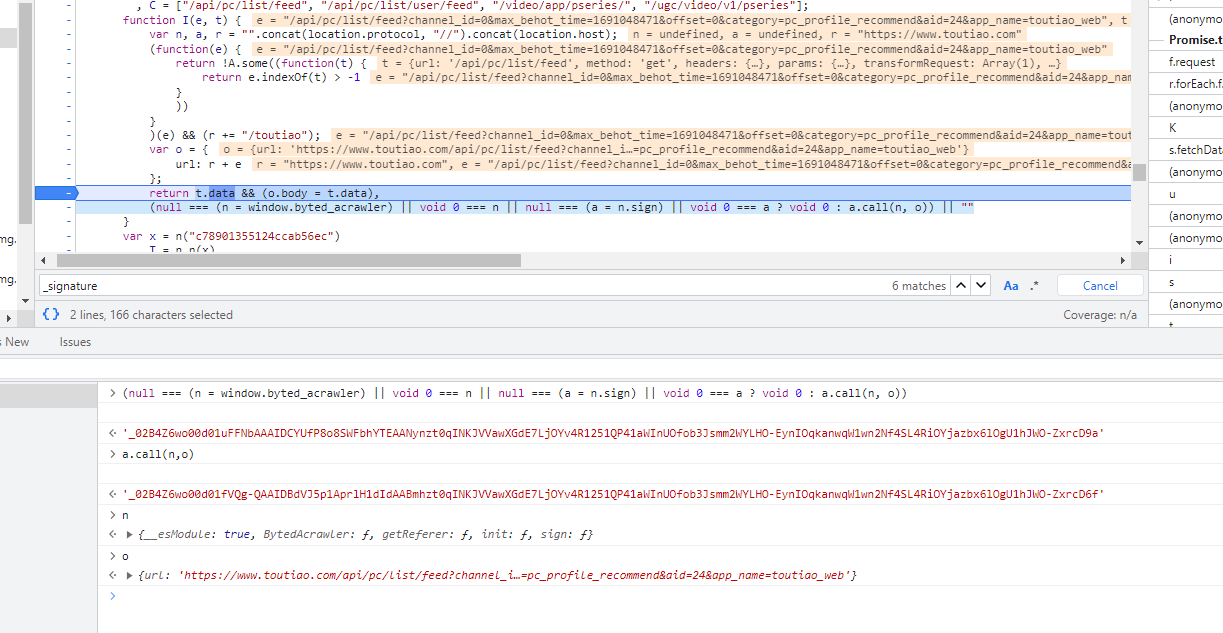 , C = ["/api/pc/list/feed", "/api/pc/list/user/feed", "/video/app/pseries/", "/ugc/video/v1/pseries"];
function I(e, t) { e = "/api/pc/list/feed?channel_id=0&max_behot_time=1691048471&offset=0&category=pc_profile_recommend&aid=24&app_name=toutiao_web", t
var n, a, r = "".concat(location.protocol, "//").concat(location.host); n = undefined, a = undefined, r = "https://www.toutiao.com"
(function(e) { e = "/api/pc/list/feed?channel_id=0&max_behot_time=1691048471&offset=0&category=pc_profile_recommend&aid=24&app_name=toutiao_web"
return !A.some((function(t) { t = {url: '/api/pc/list/feed', method: 'get', headers: {…}, params: {…}, transformRequest: Array(1), …}
return e.indexOf(t) > -1 e = "/api/pc/list/feed?channel_id=0&max_behot_time=1691048471&offset=0&category=pc_profile_recommend&aid=24&app_nam
}
))
}
)(e) && (r += "/toutiao"); e = "/api/pc/list/feed?channel_id=0&max_behot_time=1691048471&offset=0&category=pc_profile_recommend&aid=24&app_name=tout
var o = { o = {url: 'https://www.toutiao.com/api/pc/list/feed?channel_i…=pc_profile_recommend&aid=24&app_name=toutiao_web'}
url: r + e r = "https://www.toutiao.com", e = "/api/pc/list/feed?channel_id=0&max_behot_time=1691048471&offset=0&category=pc_profile_recommend&a
};
return t.data && (o.body = t.data),
(null === (n = window.byted_acrawler) || void 0 === n || null === (a = n.sign) || void 0 === a ? void 0 : a.call(n, o)) || ""
}
var x = n("c78901355124ccab56ec")
T = n.n(x)
(anonymo
Promise.t
f.request
r.forEach.f.
(anonymo
K
s.fetchData
(anonymo
u
(anonymo
(anonymo
i
s
(anonymo
t
mg.
mg.
_signature
6 matches
Aa
.*
Cancel
{} 2 lines, 166 characters selected
Coverage: n/a
s New
Issues
> (null === (n = window.byted_acrawler) || void 0 === n || null === (a = n.sign) || void 0 === a ? void 0 : a.call(n, o))
> a.call(n,o)
> n
{__esModule: true, BytedAcrawler: ƒ, getReferer: ƒ, init: ƒ, sign: ƒ}
> o
{url: 'https://www.toutiao.com/api/pc/list/feed?channel_i…=pc_profile_recommend&aid=24&app_name=toutiao_web'}
>